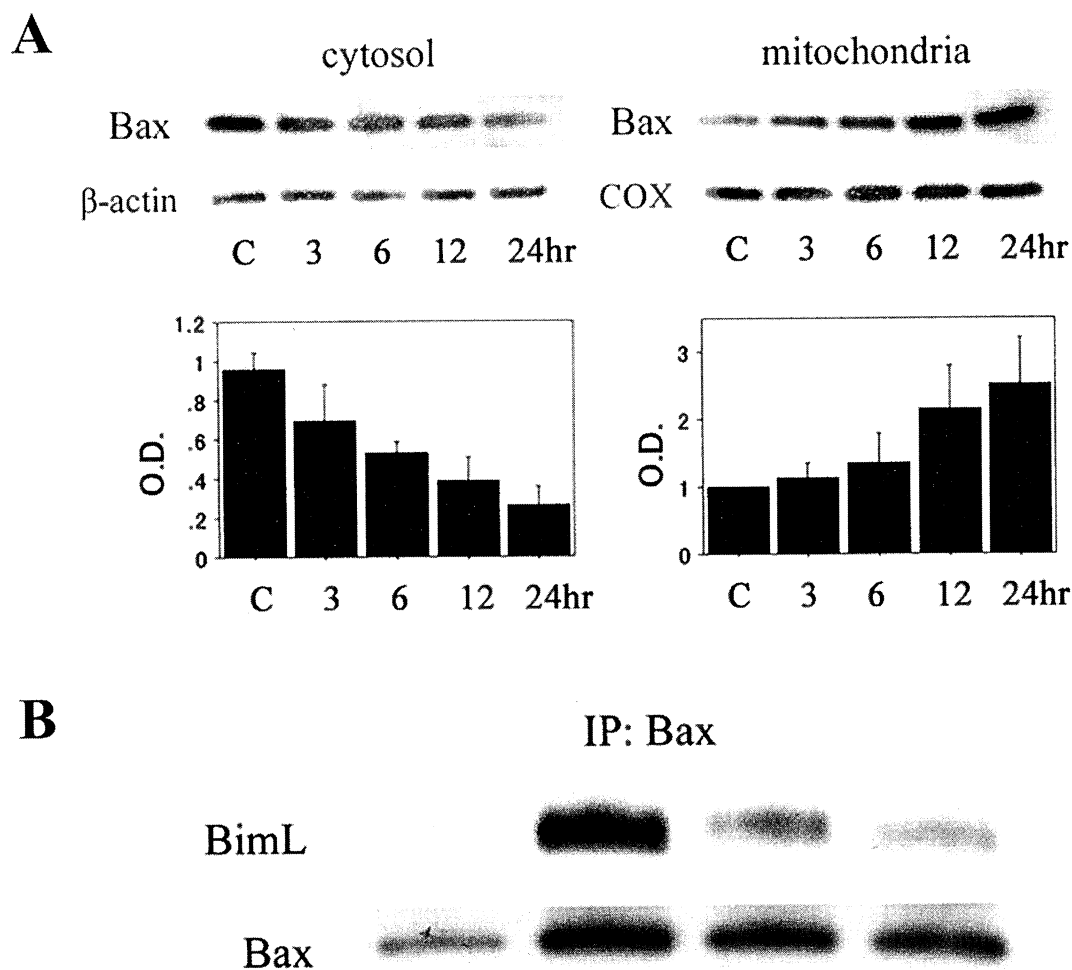 A
cytosol
mitochondria
Bax
Bax
β-actin
COX
C 3 6 12 24hr
C 3 6 12 24hr
1.2
1
.8
.6
.4
.2
0
O.D.
C 3 6 12 24hr
3
2
1
0
O.D.
C 3 6 12 24hr
B
IP: Bax
BimL
Bax